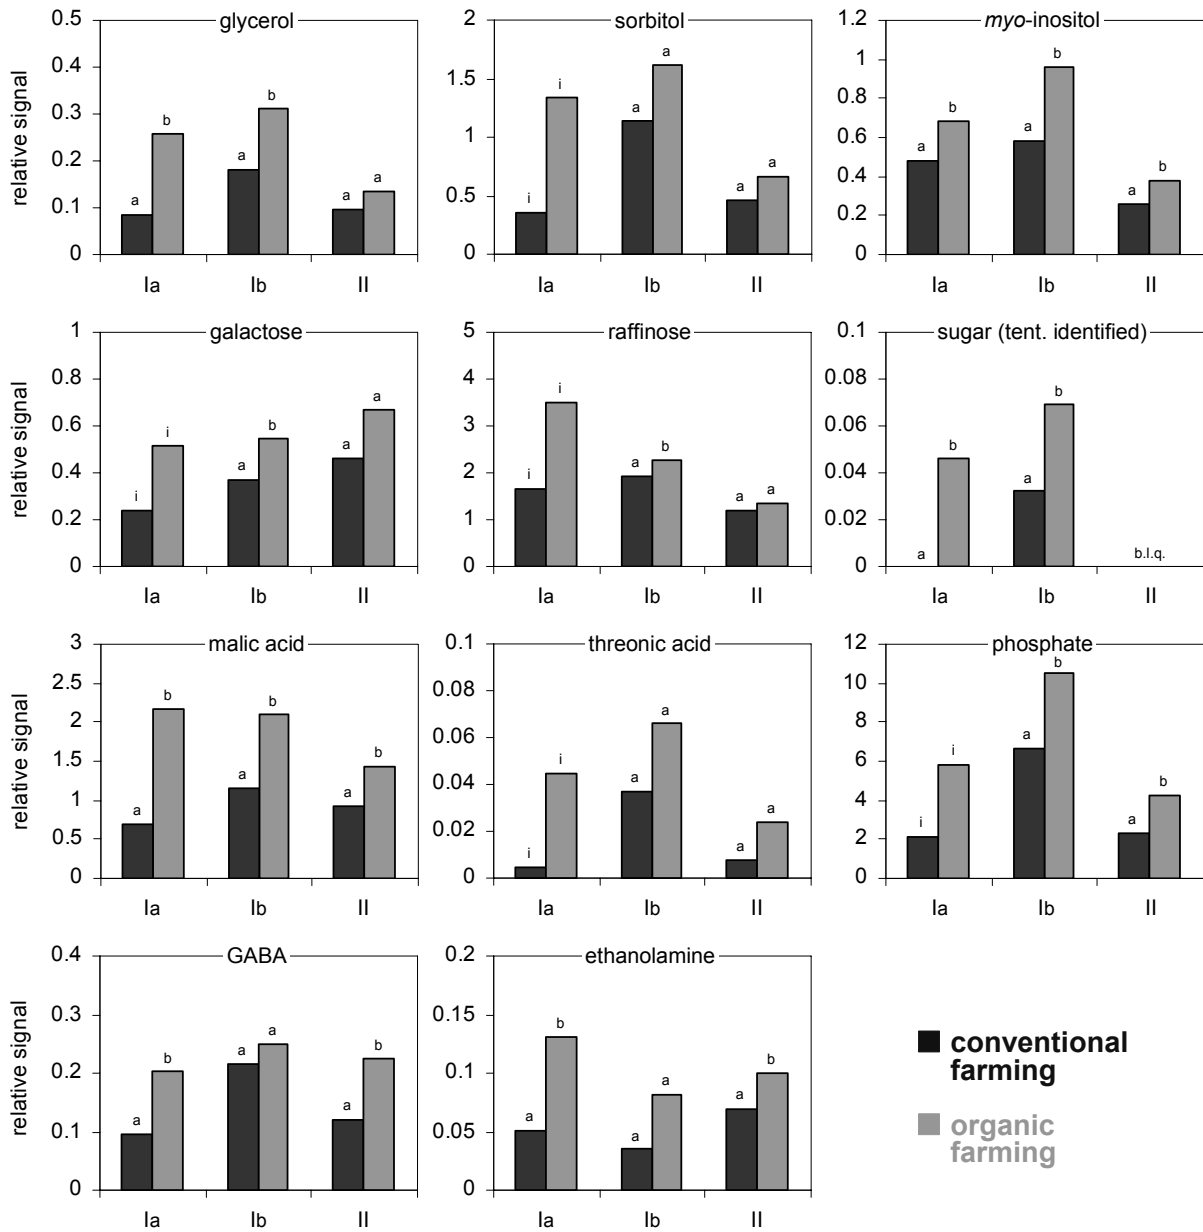 glycerol
0.5
0.4
0.3
0.2
0.1
0
relative signal
a
b
a
b
a
a
Ia
Ib
II
sorbitol
2
1.5
1
0.5
0
i
i
a
a
a
a
Ia
Ib
II
myo-inositol
1.2
1
0.8
0.6
0.4
0.2
0
a
b
a
b
a
b
Ia
Ib
II
galactose
1
0.8
0.6
0.4
0.2
0
relative signal
i
i
a
b
a
a
Ia
Ib
II
raffinose
5
4
3
2
1
0
i
i
a
b
a
a
Ia
Ib
II
sugar (tent. identified)
0.1
0.08
0.06
0.04
0.02
0
a
b
a
b
b.l.q.
Ia
Ib
II
malic acid
3
2.5
2
1.5
1
0.5
0
relative signal
a
b
a
b
a
b
Ia
Ib
II
threonic acid
0.1
0.08
0.06
0.04
0.02
0
i
i
a
a
a
a
Ia
Ib
II
phosphate
12
10
8
6
4
2
0
i
i
a
b
a
b
Ia
Ib
II
GABA
0.4
0.3
0.2
0.1
0
relative signal
a
b
a
a
a
b
Ia
Ib
II
ethanolamine
0.2
0.15
0.1
0.05
0
a
b
a
a
a
b
Ia
Ib
II
conventional
farming
organic
farming